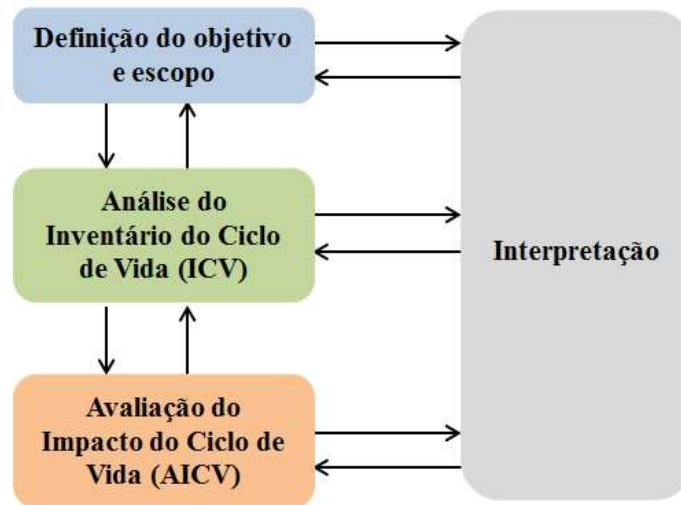 Definição do objetivo
e escopo
Análise do
Inventário do Ciclo
de Vida (ICV)
Interpretação
Avaliação do
Impacto do Ciclo de
Vida (AICV)